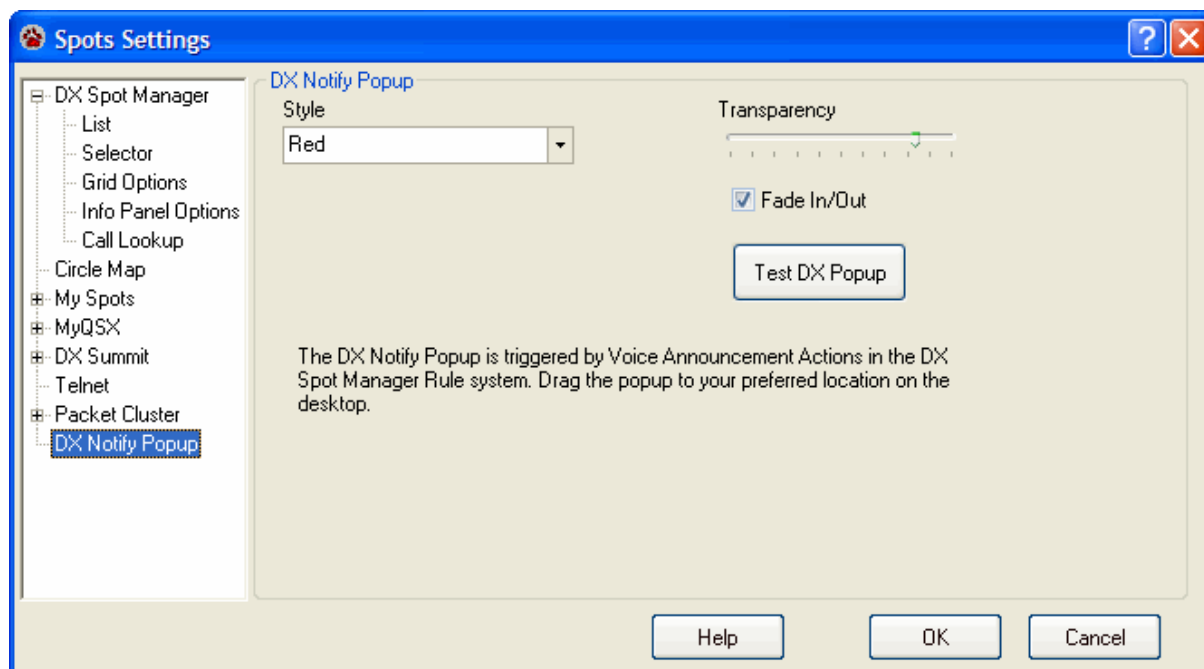 Spots Settings
DX Spot Manager
List
Selector
Grid Options
Info Panel Options
Call Lookup
Circle Map
My Spots
MyQSX
DX Summit
Telnet
Packet Cluster
DX Notify Popup
DX Notify Popup
Style
Red
Transparency
Fade In/Out
Test DX Popup
The DX Notify Popup is triggered by Voice Announcement Actions in the DX
Spot Manager Rule system. Drag the popup to your preferred location on the
desktop.
Help
OK
Cancel